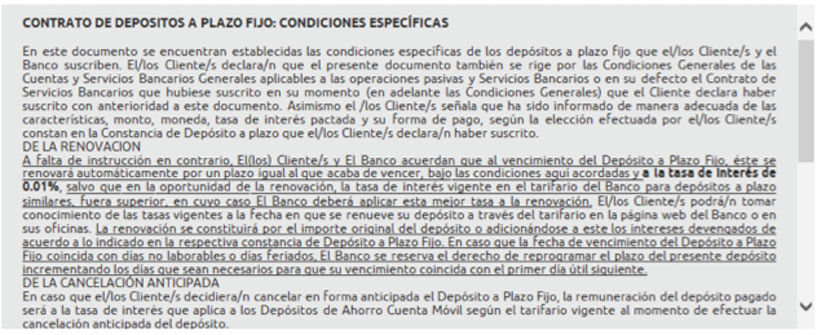 CONTRATO DE DEPOSITOS A PLAZO FIJO: CONDICIONES ESPECÍFICAS
En este documento se encuentran establecidas las condiciones específicas de los depósitos a plazo fijo que el/los Cliente/s y el
Banco suscriben. El/los Cliente/s declara/n que el presente documento también se rige por las Condiciones Generales de las
Cuentas y Servicios Bancarios Generales aplicables a las operaciones pasivas y Servicios Bancarios o en su defecto el Contrato de
Servicios Bancarios que hubiese suscrito en su momento (en adelante las Condiciones Generales) que el Cliente declara haber
suscrito con anterioridad a este documento. Asimismo el /los Cliente/s señala que ha sido informado de manera adecuada de las
características, monto, moneda, tasa de interés pactada y su forma de pago, según la elección efectuada por el/los Cliente/s
constan en la Constancia de Depósito a plazo que el/los Cliente/s declara/n haber suscrito.
DE LA RENOVACION
A falta de instrucción en contrario, El(los) Cliente/s y El Banco acuerdan que al vencimiento del Depósito a Plazo Fijo, éste se
renovará automáticamente por un plazo igual al que acaba de vencer, bajo las condiciones aquí acordadas y a la tasa de interés de
0.01%, salvo que en la oportunidad de la renovación, la tasa de interés vigente en el tarifario del Banco para depósitos a plazo
similares, fuera superior, en cuyo caso El Banco deberá aplicar esta mejor tasa a la renovación. El/los Cliente/s podrá/n tomar
conocimiento de las tasas vigentes a la fecha en que se renueve su depósito a través del tarifario en la página web del Banco o en
sus oficinas. La renovación se constituirá por el importe original del depósito o adicionándose a este los intereses devengados de
acuerdo a lo indicado en la respectiva constancia de Depósito a Plazo Fijo. En caso que la fecha de vencimiento del Depósito a Plazo
Fijo coincida con días no laborables o días feriados, El Banco se reserva el derecho de reprogramar el plazo del presente depósito
incrementando los días que sean necesarios para que su vencimiento coincida con el primer día útil siguiente.
DE LA CANCELACIÓN ANTICIPADA
En caso que el/los Cliente/s decidiera/n cancelar en forma anticipada el Depósito a Plazo Fijo, la remuneración del depósito pagado
será a la tasa de interés que aplica a los Depósitos de Ahorro Cuenta Móvil según el tarifario vigente al momento de efectuar la
cancelación anticipada del depósito.